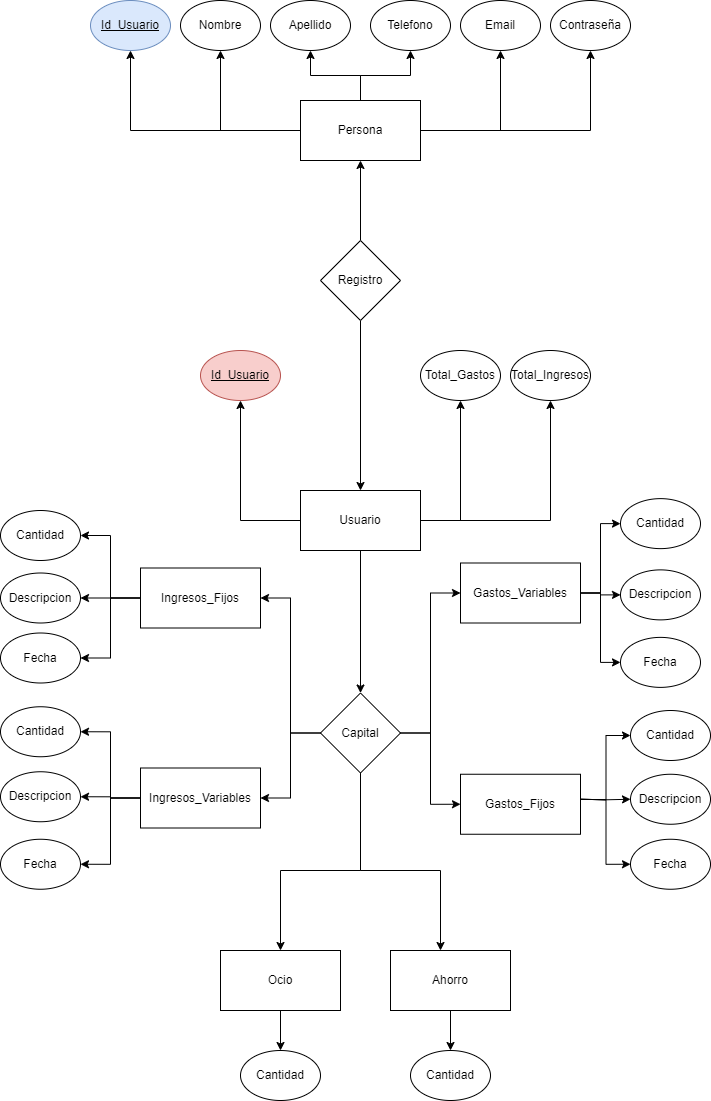 Id_Usuario
Nombre
Apellido
Telefono
Email
Contraseña
Persona
Registro
Id_Usuario
Total_Gastos
Total_Ingresos
Usuario
Cantidad
Descripcion
Fecha
Ingresos_Fijos
Gastos_Variables
Cantidad
Descripcion
Fecha
Capital
Cantidad
Descripcion
Fecha
Ingresos_Variables
Gastos_Fijos
Cantidad
Descripcion
Fecha
Ocio
Ahorro
Cantidad
Cantidad